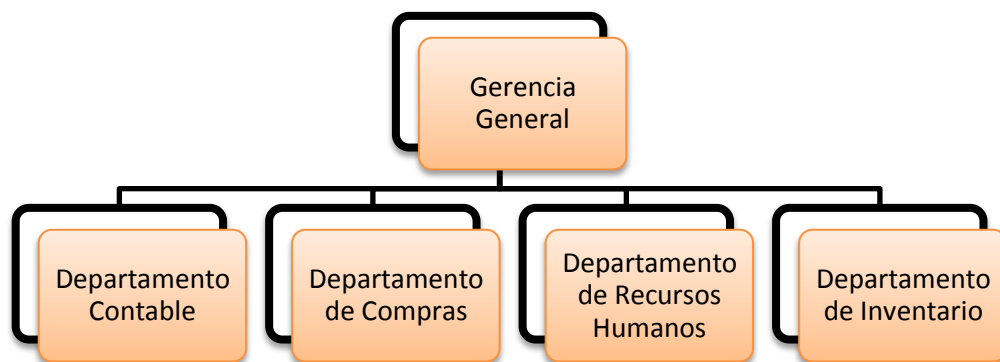 Gerencia
General
Departamento
Contable
Departamento
de Compras
Departamento
de Recursos
Humanos
Departamento
de Inventario